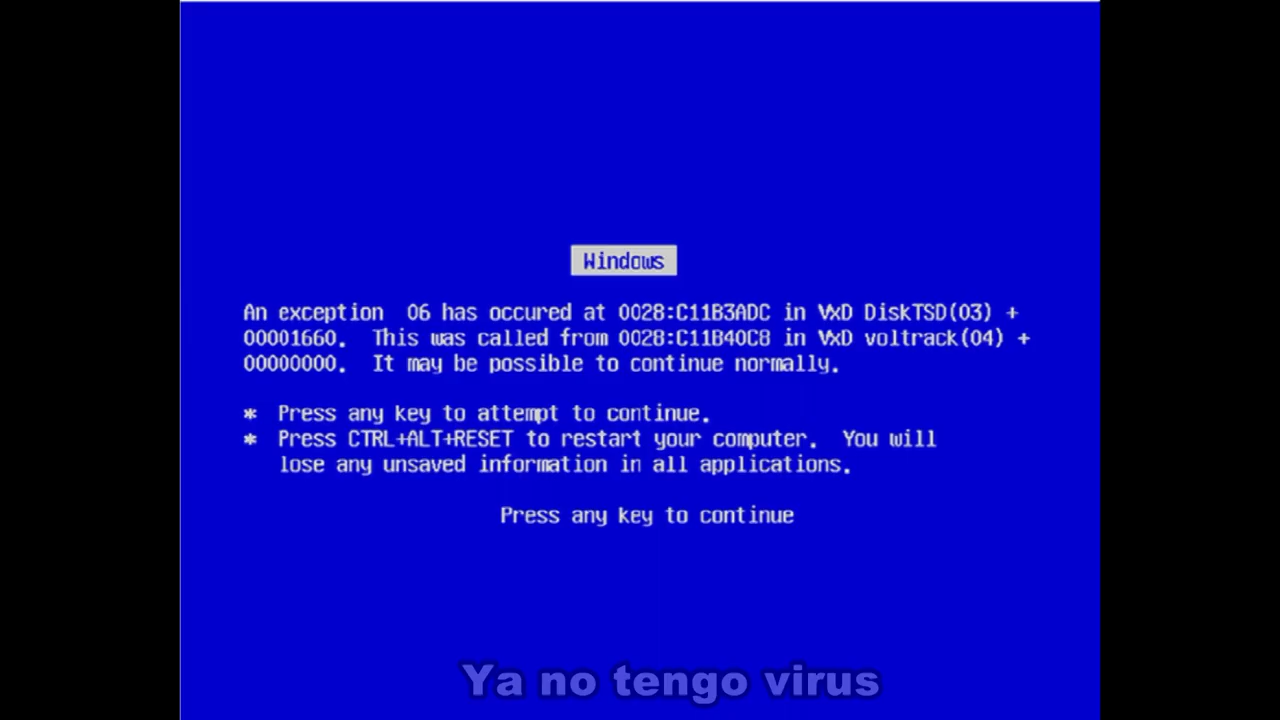 Windows
An exception  06 has occured at 0028:C11B3ADC in VxD DiskTSD(03) +
00001660.  This was called from 0028:C11B40C8 in VxD voltrack(04) +
00000000.  It may be possible to continue normally.
*  Press any key to attempt to continue.
*  Press CTRL+ALT+RESET to restart your computer.  You will
lose any unsaved information in all applications.
Press any key to continue
Ya no tengo virus